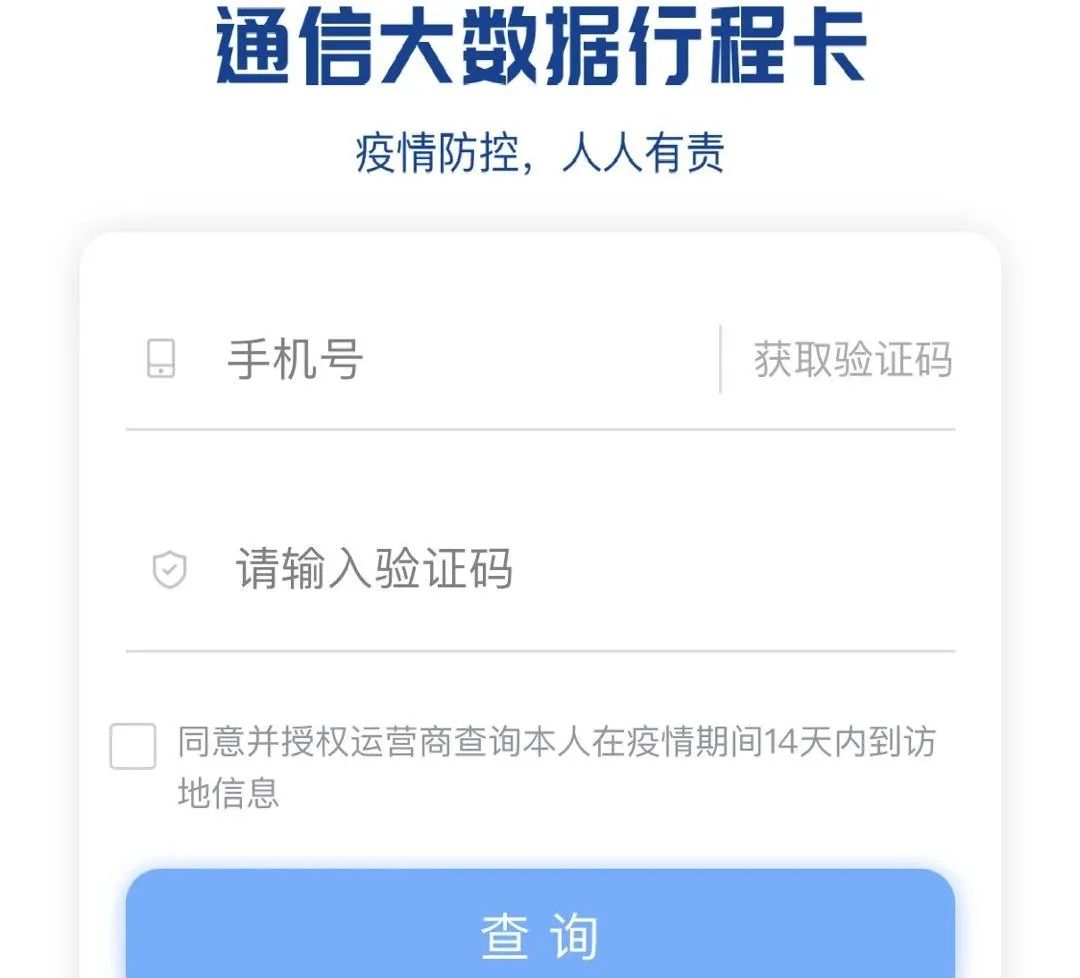 通信大数据行程卡
疫情防控，人人有责
手机号
获取验证码
请输入验证码
同意并授权运营商查询本人在疫情期间14天内到访
地信息
查询